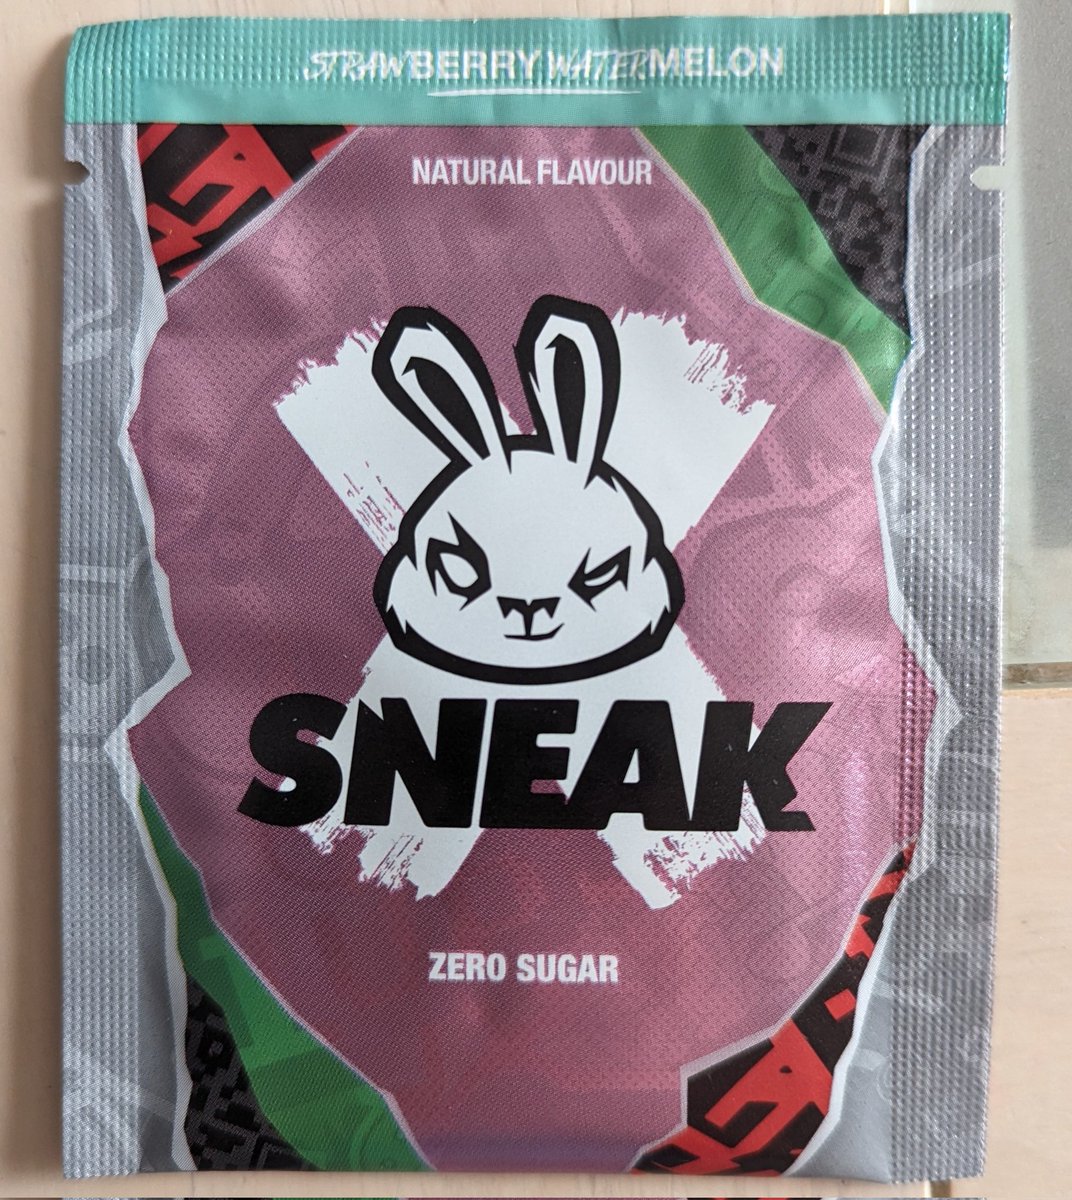 STRAWBERRY WATERMELON
NATURAL FLAVOUR
SNEAK
ZERO SUGAR